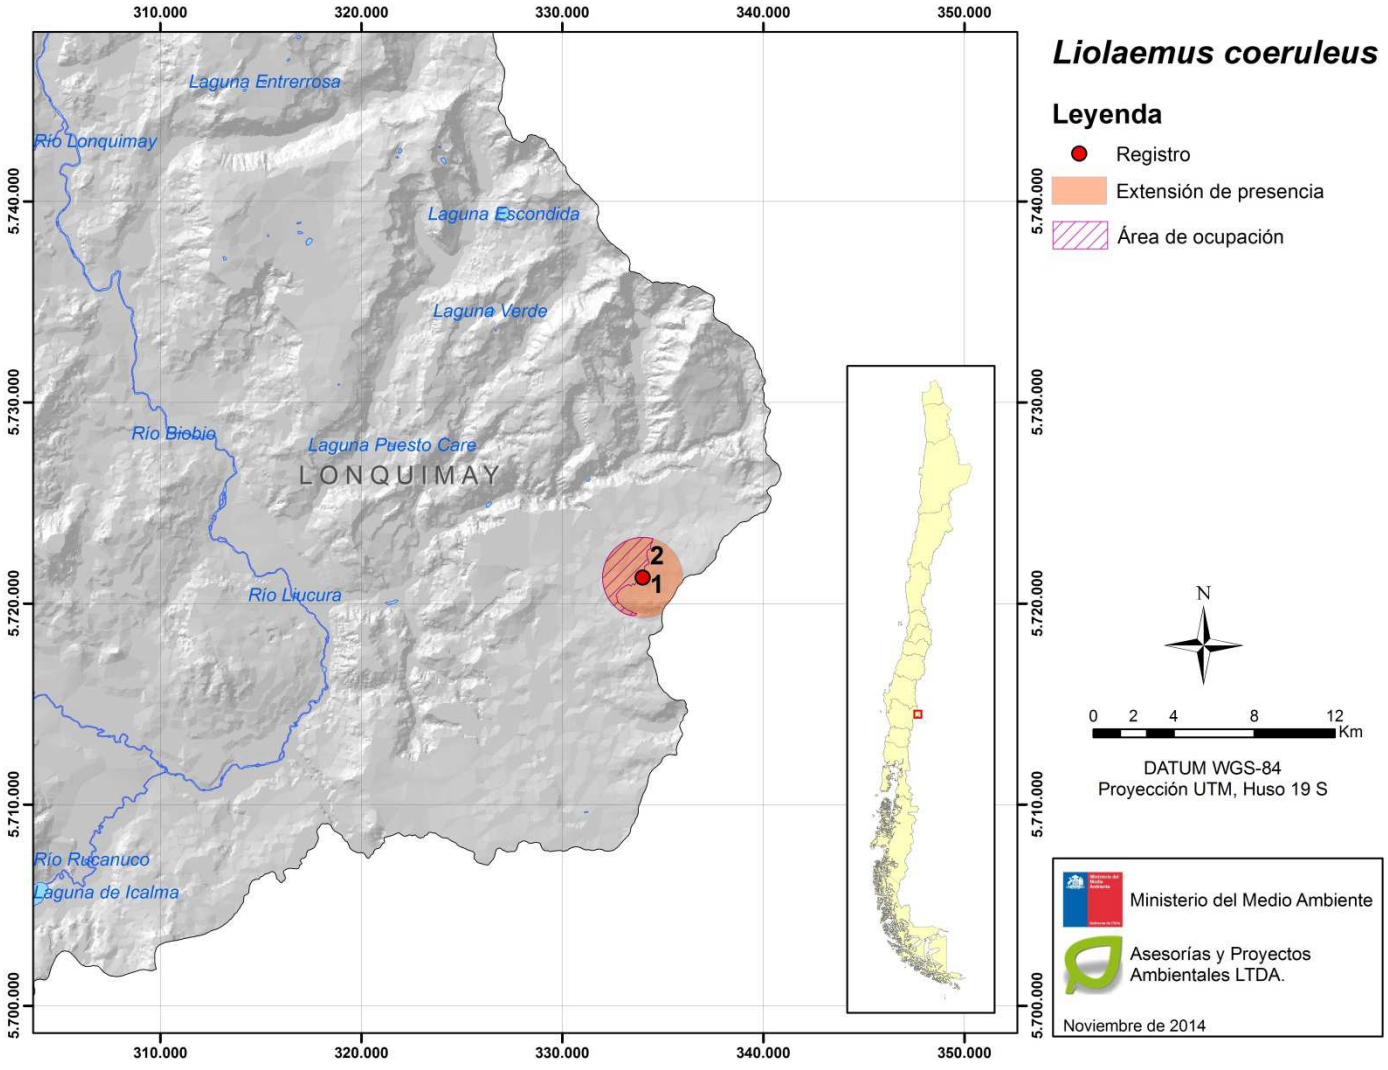 310.000
320.000
330.000
340.000
350.000
Liolaemus coeruleus
Leyenda
Registro
Extensión de presencia
Área de ocupación
Laguna Entrerrosa
Río Lonquimay
5.740.000
5.740.000
Laguna Escondida
Laguna Verde
5.730.000
5.730.000
Río Biobio
Laguna Puesto Care
LONQUIMAY
2
1
Río Liucura
5.720.000
5.720.000
N
0 2 4 8 12
Km
DATUM WGS-84
Proyección UTM, Huso 19 S
5.710.000
5.710.000
Río Rucanuco
Laguna de Icalma
Ministerio del
Medio
Ambiente
Ministerio del Medio Ambiente
Asesorías y Proyectos
Ambientales LTDA.
Noviembre de 2014
5.700.000
5.700.000
310.000
320.000
330.000
340.000
350.000